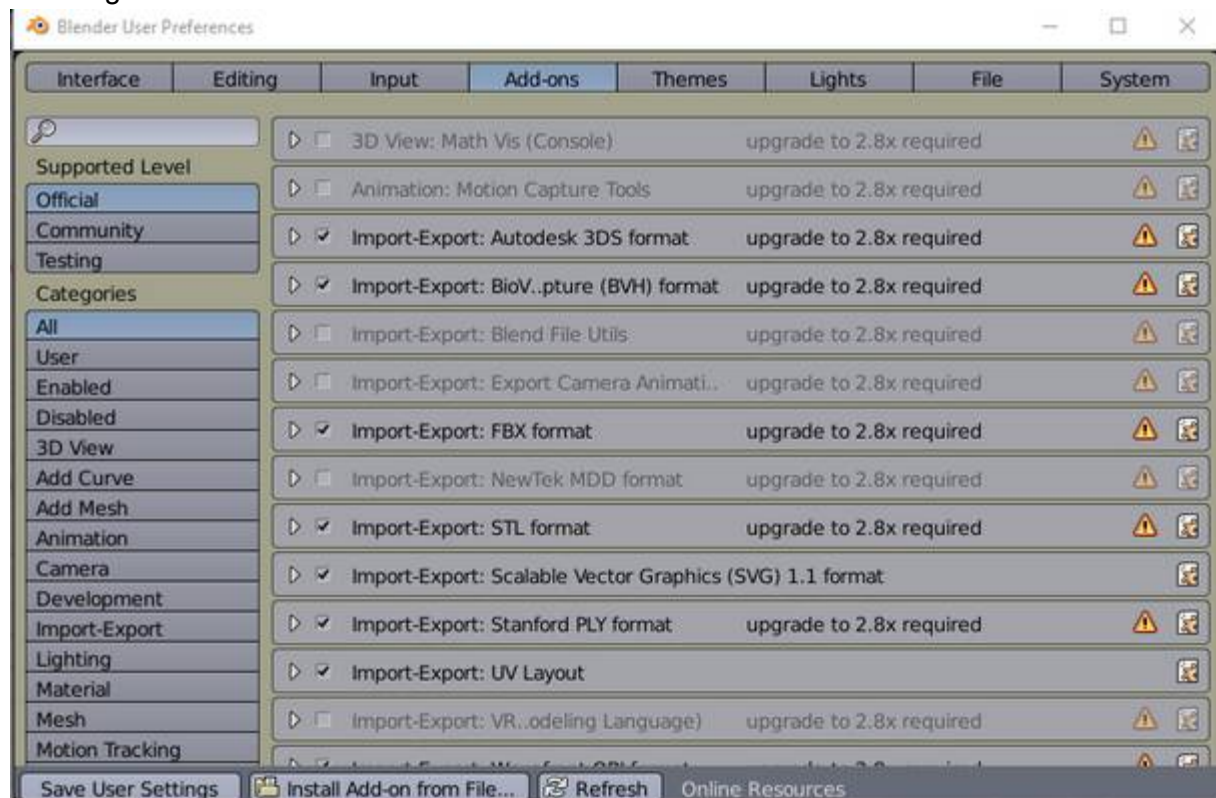 Blender User Preferences
Interface Editing Input Add-ons Themes Lights File System
Supported Level
Official
Community
Testing
Categories
All
User
Enabled
Disabled
3D View
Add Curve
Add Mesh
Animation
Camera
Development
Import-Export
Lighting
Material
Mesh
Motion Tracking
3D View: Math Vis (Console) upgrade to 2.8x required
Animation: Motion Capture Tools upgrade to 2.8x required
Import-Export: Autodesk 3DS format upgrade to 2.8x required
Import-Export: BioV..pture (BVH) format upgrade to 2.8x required
Import-Export: Blend File Utils upgrade to 2.8x required
Import-Export: Export Camera Animati.. upgrade to 2.8x required
Import-Export: FBX format upgrade to 2.8x required
Import-Export: NewTek MDD format upgrade to 2.8x required
Import-Export: STL format upgrade to 2.8x required
Import-Export: Scalable Vector Graphics (SVG) 1.1 format
Import-Export: Stanford PLY format upgrade to 2.8x required
Import-Export: UV Layout
Import-Export: VR..odeling Language) upgrade to 2.8x required
Save User Settings Install Add-on from File... Refresh Online Resources